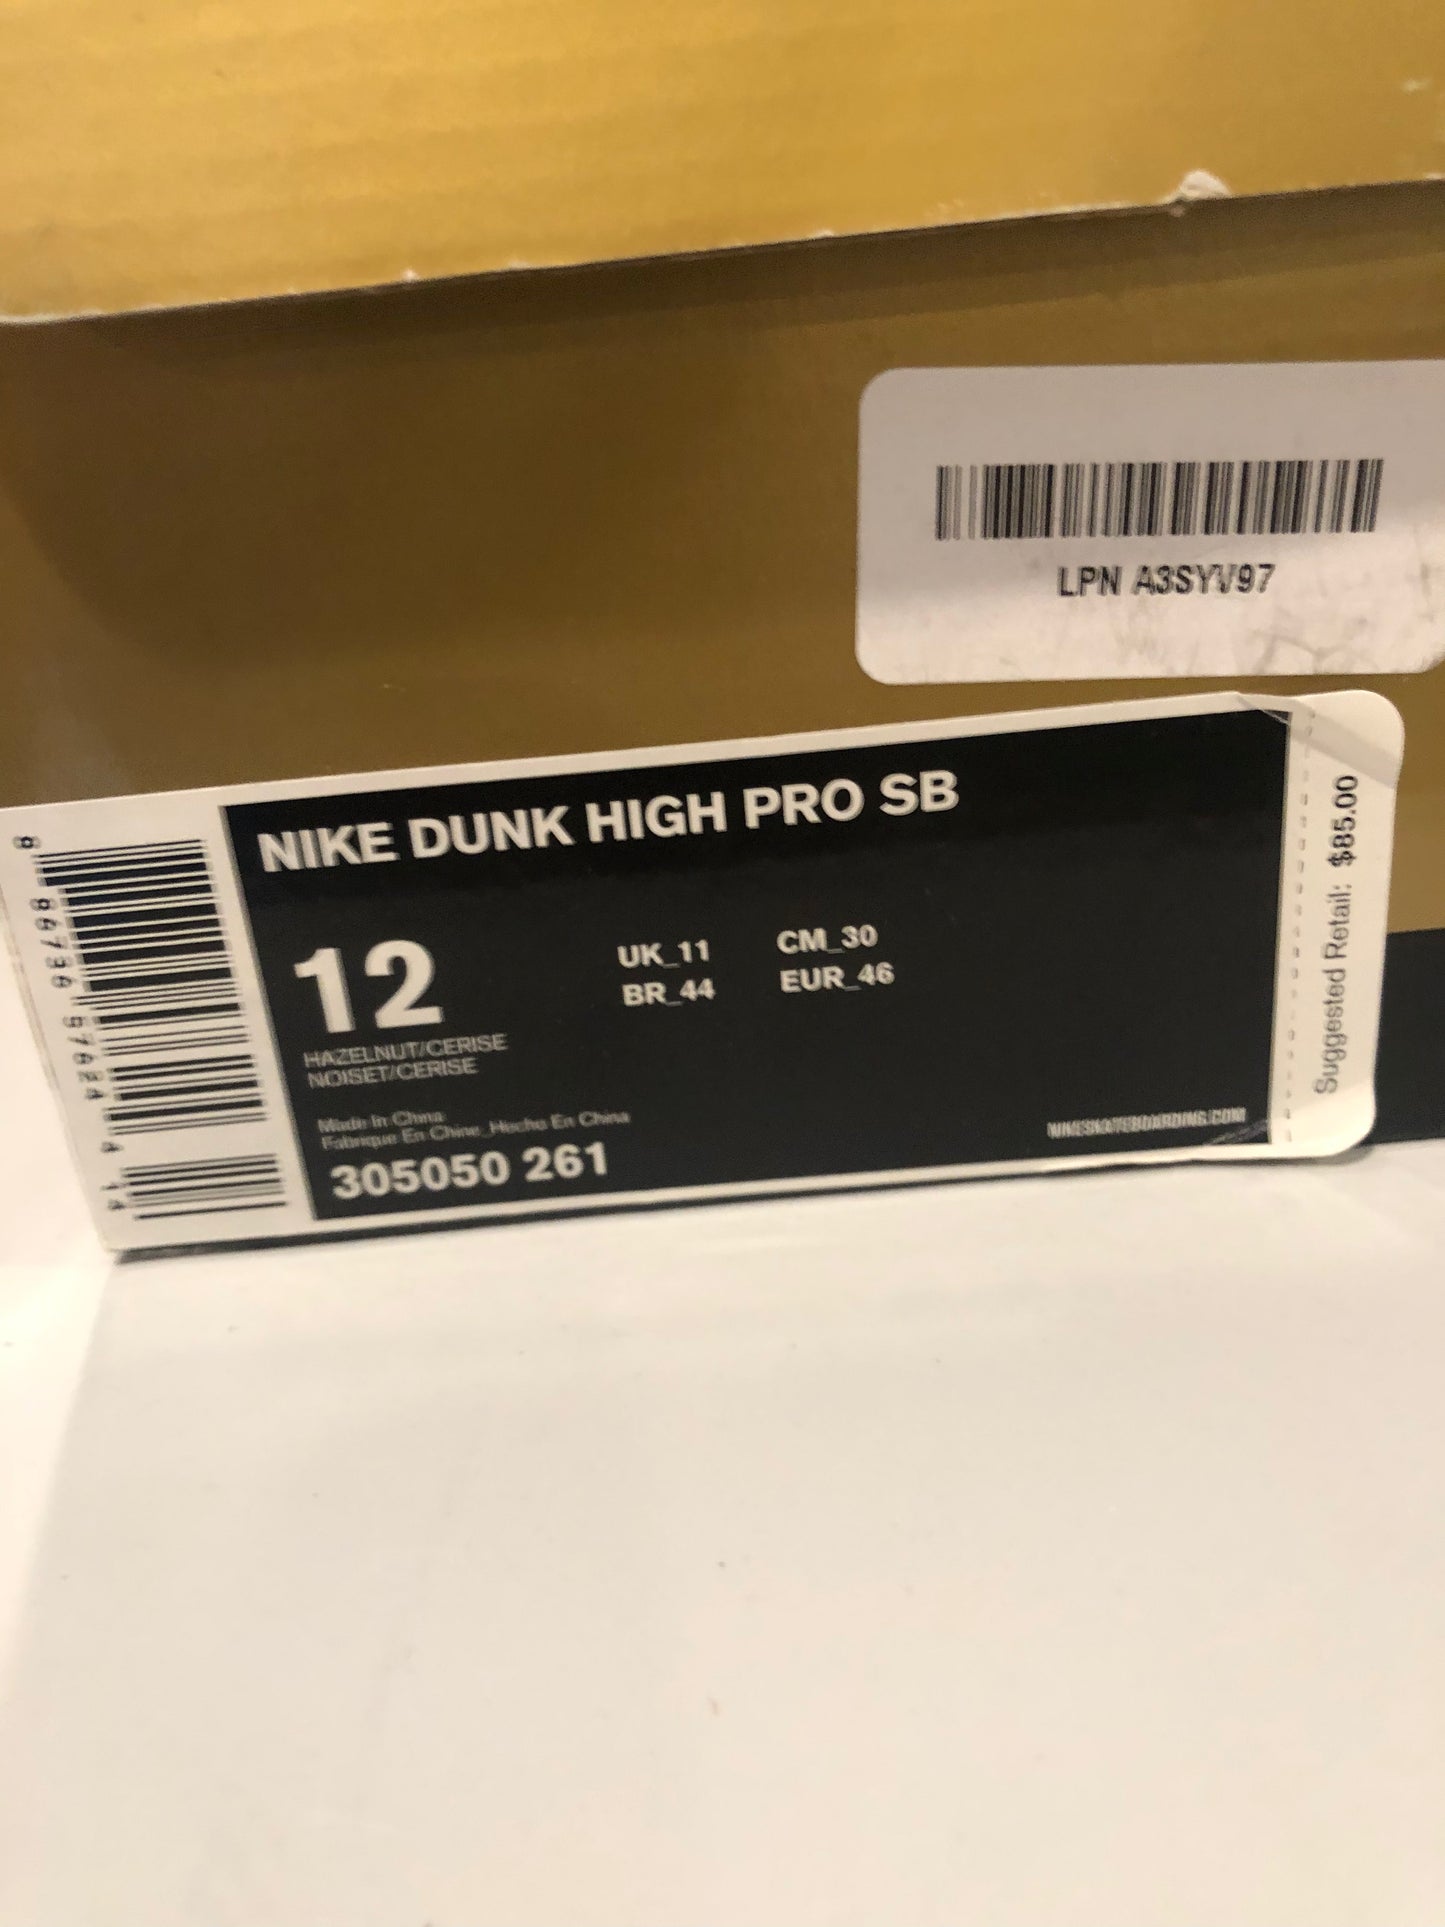 LPN A3SYV97
NIKE DUNK HIGH PRO SB
12
UK_11 CM_30
BR_44 EUR_46
HAZELNUT/CERISE
NOISET/CERISE
Made In China
Fabrique En Chine_Hecho En China
305050 261
NIKESKATEBOARDING.COM
Suggested Retail: $85.00